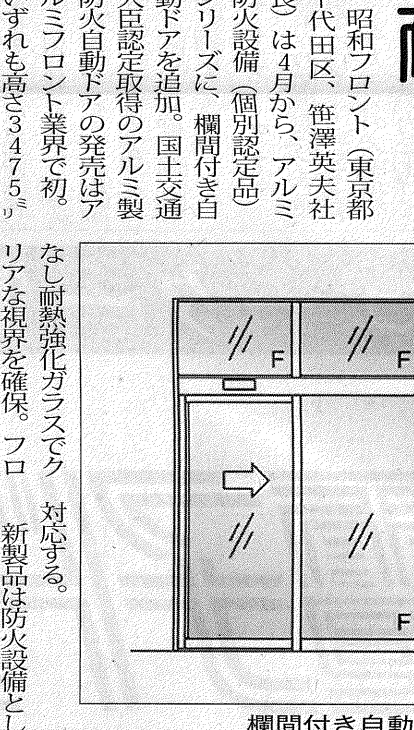 昭和フロント（東京都
千代田区、笹澤英夫社
長）は4月から、アルミ
防火設備（個別認定品）
シリーズに、欄間付き自
動ドアを追加。国土交通
大臣認定取得のアルミ製
防火自動ドアの発売はア
ルミフロント業界で初。
いずれも高さ3475㍉
なし耐熱強化ガラスでク
リアな視界を確保。フロ
対応する。
新製品は防火設備とし
F
F
F
欄間付き自動